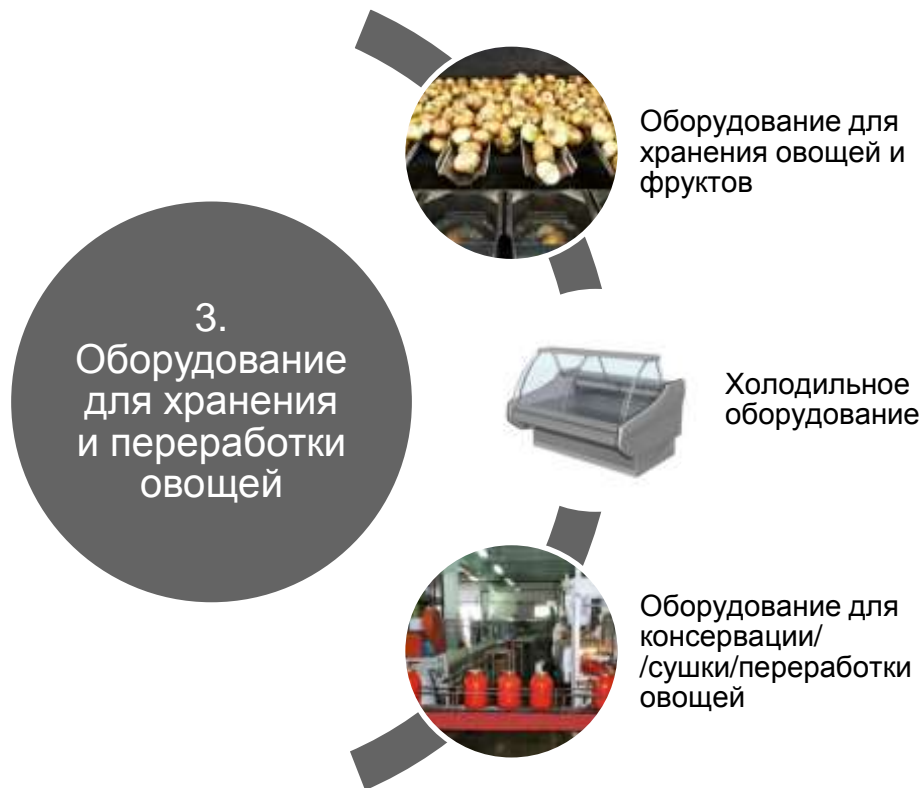 3.
Оборудование
для хранения
и переработки
овощей
Оборудование для
хранения овощей и
фруктов
Холодильное
оборудование
Оборудование для
консервации/
/сушки/переработки
овощей